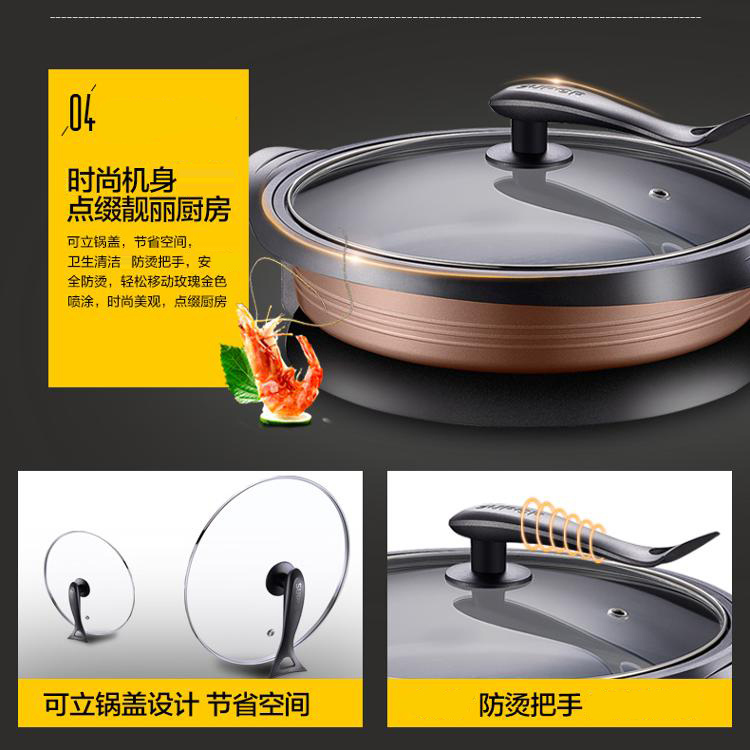 04
时尚机身
点缀靓丽厨房
可立锅盖，节省空间，
卫生清洁 防烫把手，安
全防烫，轻松移动玫瑰金色
喷涂，时尚美观，点缀厨房
可立锅盖设计 节省空间
防烫把手